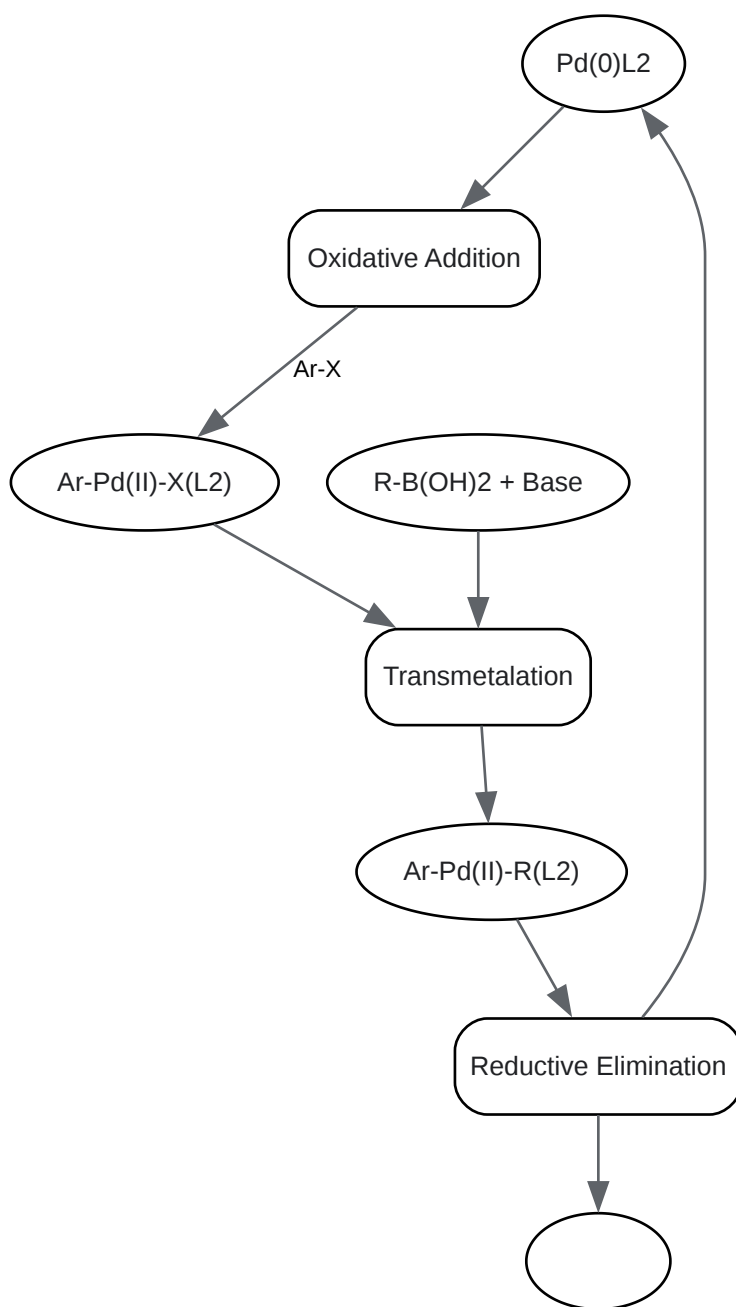 Pd(0)L2
Oxidative Addition
Ar-X
Ar-Pd(II)-X(L2)
R-B(OH)2 + Base
Transmetalation
Ar-Pd(II)-R(L2)
Reductive Elimination